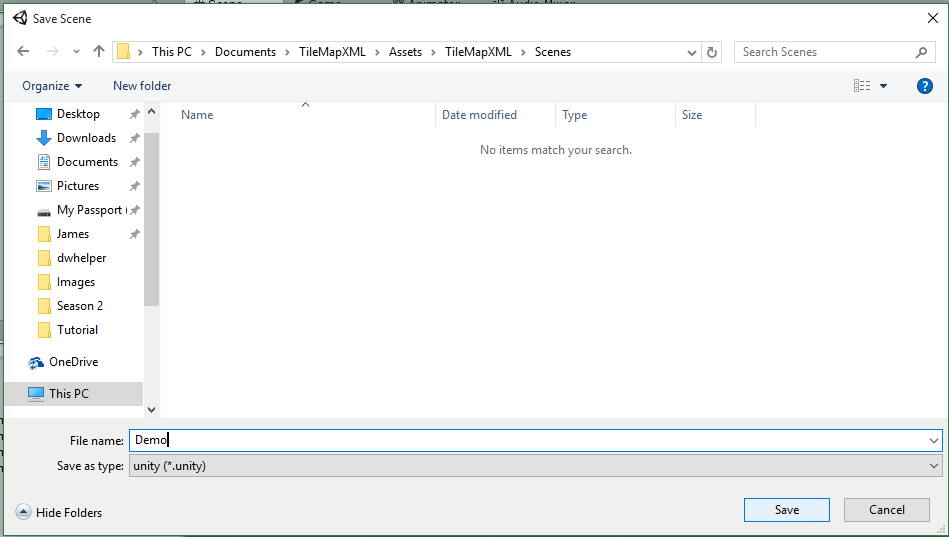 Save Scene
This PC Documents TileMapXML Assets TileMapXML Scenes
Search Scenes
Organize New folder
Name Date modified Type Size
No items match your search.
Desktop
Downloads
Documents
Pictures
My Passport (
James
dwhelper
Images
Season 2
Tutorial
OneDrive
This PC
File name: Demo
Save as type: unity (*.unity)
Hide Folders
Save Cancel